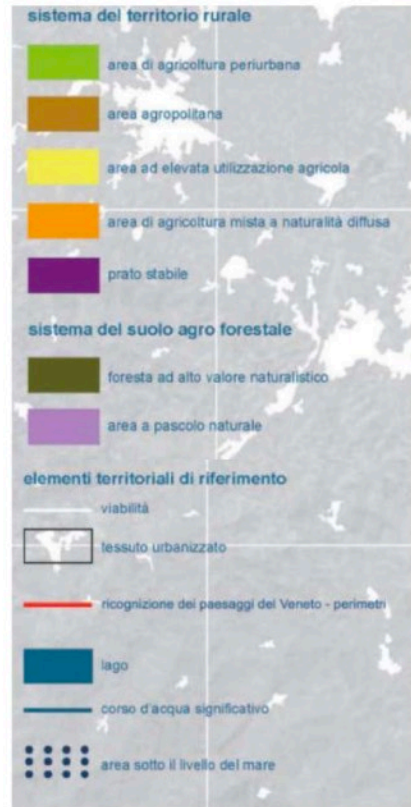 sistema del territorio rurale
area di agricoltura periurbana
area agropolitana
area ad elevata utilizzazione agricola
area di agricoltura mista a naturalità diffusa
prato stabile
sistema del suolo agro forestale
foresta ad alto valore naturalistico
area a pascolo naturale
elementi territoriali di riferimento
viabilità
tessuto urbanizzato
ricognizione dei paesaggi del Veneto - perimetri
lago
corso d'acqua significativo
area sotto il livello del mare